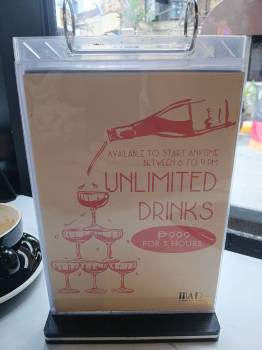 AVAILABLE TO START ANYTIME
BETWEEN 6 TO 9 PM
UNLIMITED
DRINKS
₱999
FOR 3 HOURS